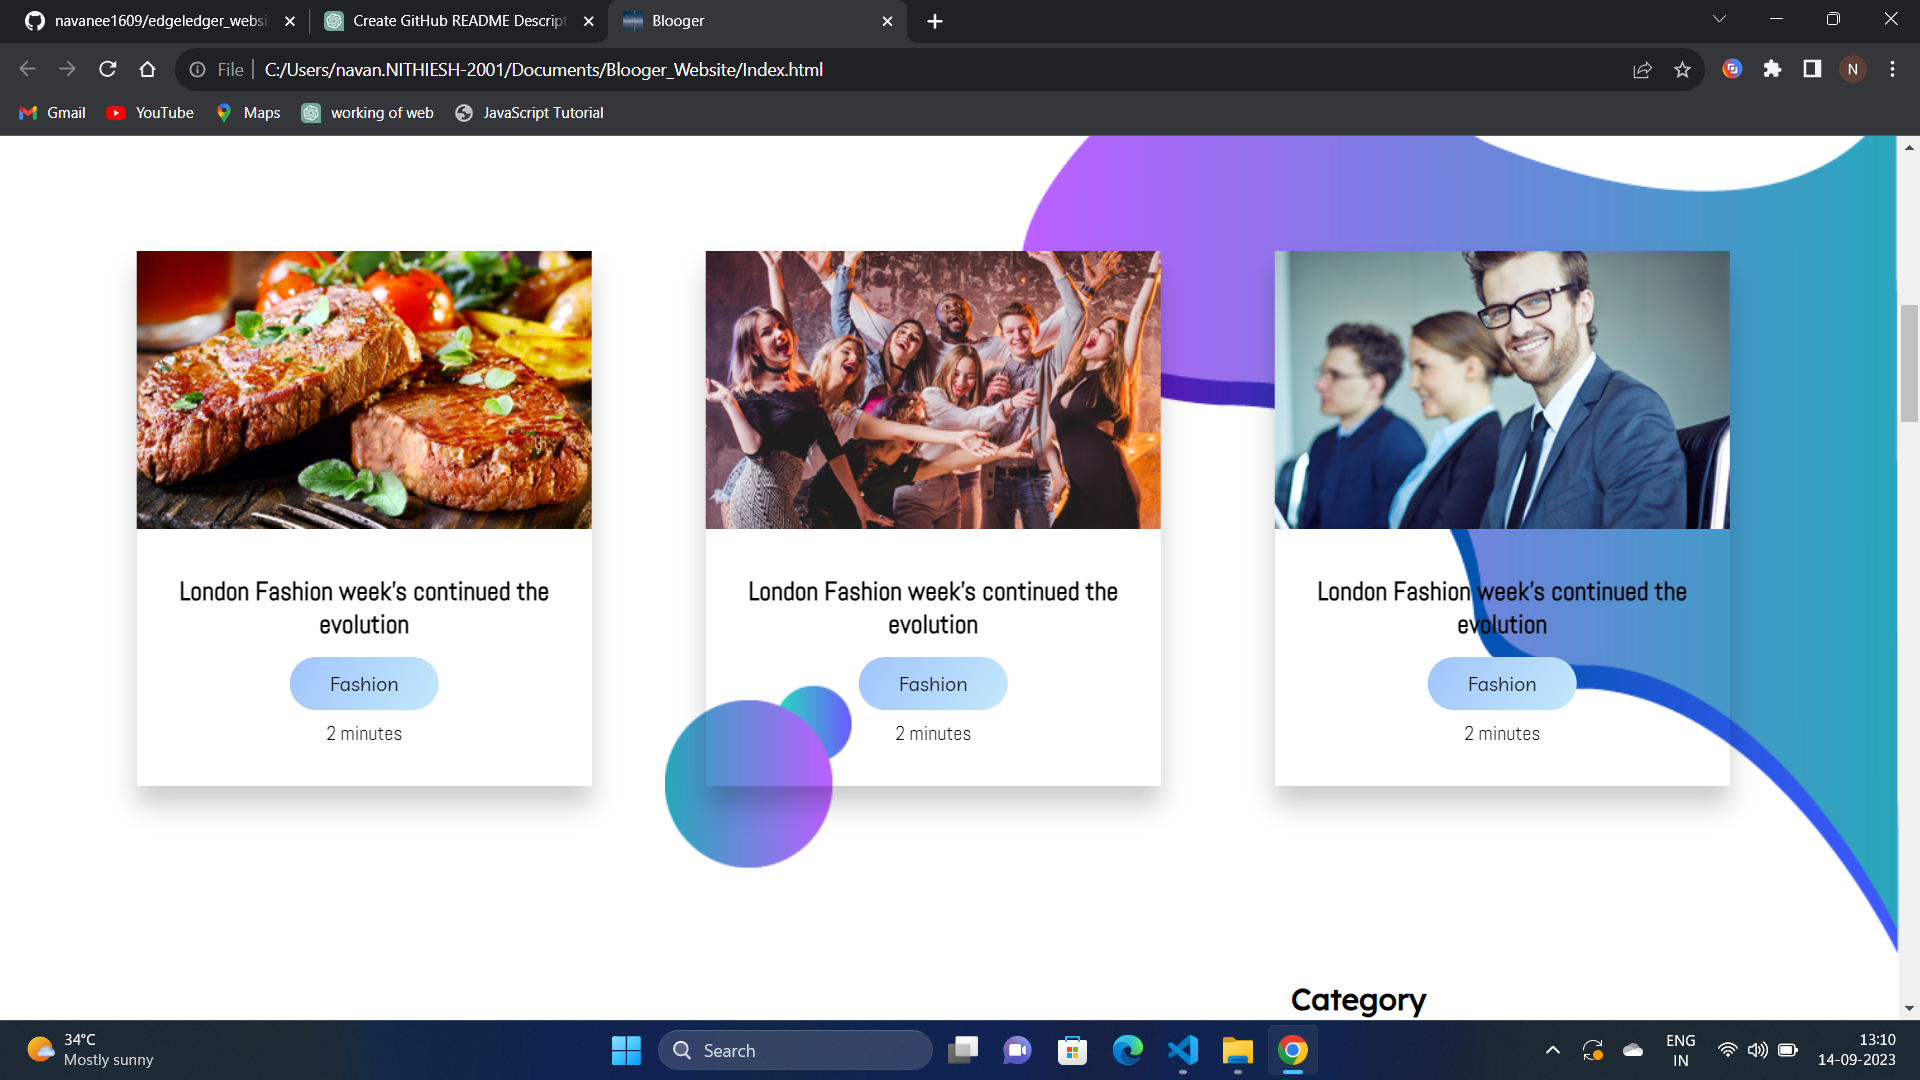 navanee1609/edgeledger_websi
Create GitHub README Descript
Blooger
File
C:/Users/navan.NITHIESH-2001/Documents/Blooger_Website/Index.html
N
Gmail
YouTube
Maps
working of web
JavaScript Tutorial
London Fashion week's continued the
evolution
Fashion
2 minutes
London Fashion week's continued the
evolution
Fashion
2 minutes
London Fashion week's continued the
evolution
Fashion
2 minutes
Category
34°C
Mostly sunny
Search
ENG
IN
13:10
14-09-2023